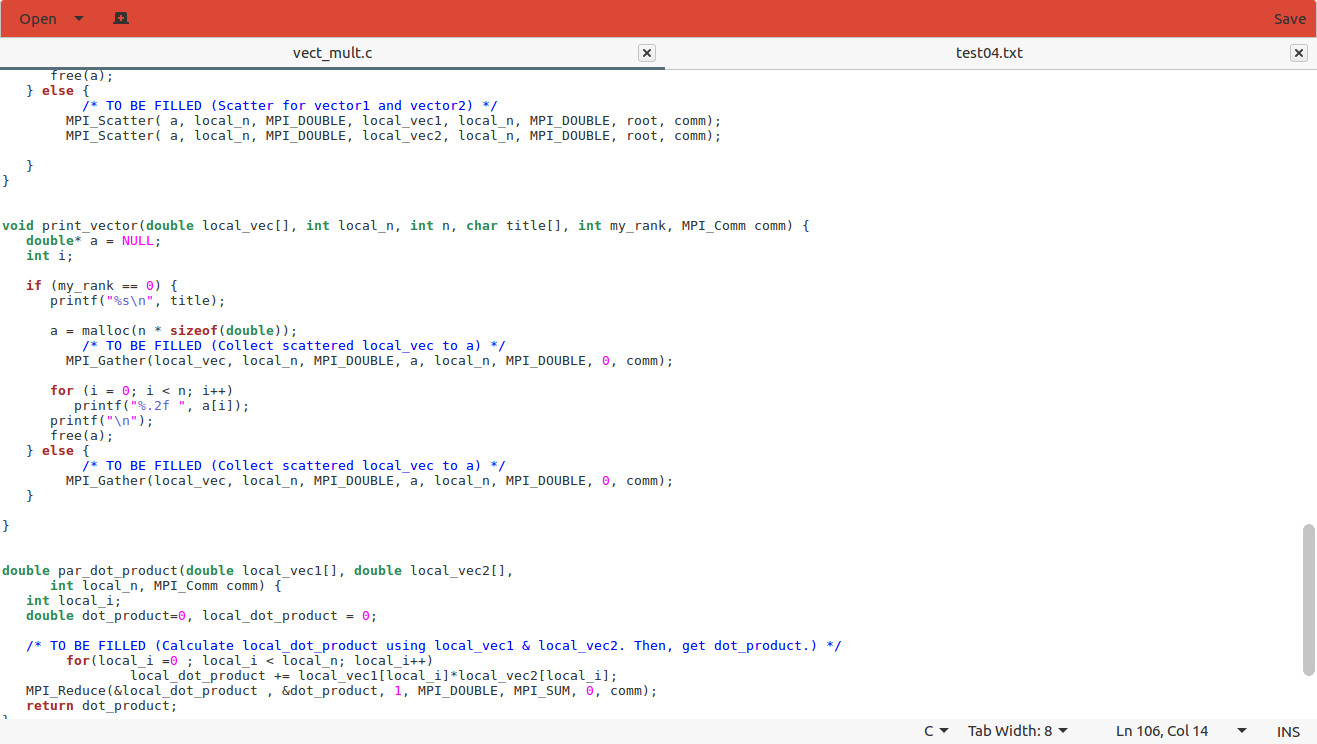 Open Save
vect_mult.c test04.txt
free(a);
} else {
/* TO BE FILLED (Scatter for vector1 and vector2) */
MPI_Scatter( a, local_n, MPI_DOUBLE, local_vec1, local_n, MPI_DOUBLE, root, comm);
MPI_Scatter( a, local_n, MPI_DOUBLE, local_vec2, local_n, MPI_DOUBLE, root, comm);
}
}
void print_vector(double local_vec[], int local_n, int n, char title[], int my_rank, MPI_Comm comm) {
double* a = NULL;
int i;
if (my_rank == 0) {
printf("%s\n", title);
a = malloc(n * sizeof(double));
/* TO BE FILLED (Collect scattered local_vec to a) */
MPI_Gather(local_vec, local_n, MPI_DOUBLE, a, local_n, MPI_DOUBLE, 0, comm);
for (i = 0; i < n; i++)
printf("%.2f ", a[i]);
printf("\n");
free(a);
} else {
/* TO BE FILLED (Collect scattered local_vec to a) */
MPI_Gather(local_vec, local_n, MPI_DOUBLE, a, local_n, MPI_DOUBLE, 0, comm);
}
}
double par_dot_product(double local_vec1[], double local_vec2[],
int local_n, MPI_Comm comm) {
int local_i;
double dot_product=0, local_dot_product = 0;
/* TO BE FILLED (Calculate local_dot_product using local_vec1 & local_vec2. Then, get dot_product.) */
for(local_i =0 ; local_i < local_n; local_i++)
local_dot_product += local_vec1[local_i]*local_vec2[local_i];
MPI_Reduce(&local_dot_product , &dot_product, 1, MPI_DOUBLE, MPI_SUM, 0, comm);
return dot_product;
}
C Tab Width: 8 Ln 106, Col 14 INS